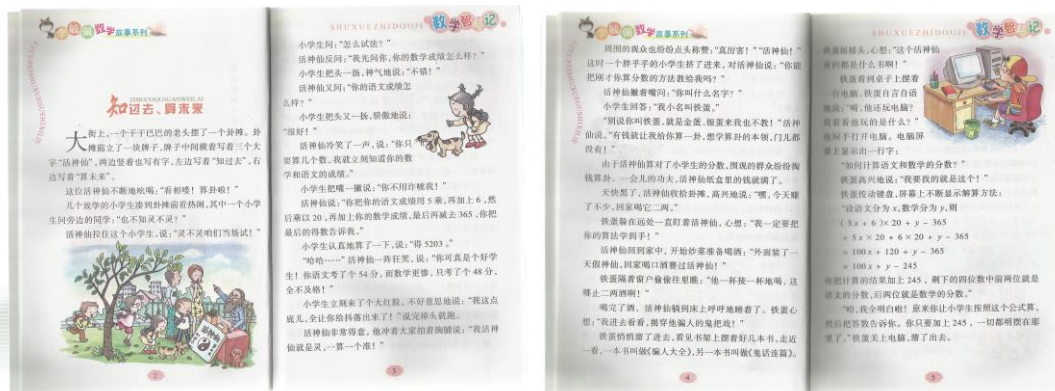 数学故事系列
ZHIGUOQUSUANWEILAI
知过去、算未来
大街上,一个干干巴巴的老头摆了一个卦摊。卦
摊前立了一块牌子,牌子中间横着写着三个大
字“活神仙”,两边竖着也写有字,左边写着“知过去”,右
边写着“算未来”。
这位活神仙不断地吆喝:“看相喽!算卦啦!”
几个放学的小学生凑到卦摊前看热闹,其中一个小学
生问旁边的同学:“也不知灵不灵?”
活神仙拉住这个小学生,说:“灵不灵咱们当场试!”
2
SHUXUEZHIDOUJI
数学智斗记
小学生问:“怎么试法?”
活神仙反问:“我先问你,你的数学成绩怎么样?”
小学生把头一扬,神气地说:“不错!”
活神仙又问:“你的语文成绩怎
么样?”
小学生把头又一扬,骄傲地说:
“很好!”
活神仙冷笑了一声,说:“你只
要算几个数,我就立刻知道你的数
学和语文的成绩。”
小学生把嘴一撇说:“你不用诈唬我!”
活神仙说:“你把你的语文成绩用5乘,再加上6,然
后乘以20,再加上你的数学成绩,最后再减去365,你把
最后的得数告诉我。”
小学生认真地算了一下,说:“得5203。”
“哈哈……”活神仙一阵狂笑,说:“你可真是个好学
生!你语文考了个54分,而数学更惨,只考了个48分,
全不及格!”
小学生立刻来了个大红脸,不好意思地说:“我这点
底儿,全让你给抖落出来了!”说完掉头就跑。
活神仙非常得意,他冲着大家拍着胸脯说:“我活神
仙就是灵,一算一个准!”
3
数学故事系列
周围的观众也纷纷点头称赞:“真厉害!”“活神仙!”
这时一个胖乎乎的小学生挤了进来,对活神仙说:“你能
把刚才你算分数的方法教给我吗?”
活神仙撇着嘴问:“你叫什么名字?”
小学生回答:“我小名叫铁蛋。”
“别说你叫铁蛋,就是金蛋、银蛋来我也不教!”活神
仙说,“有钱就让我给你算一卦,想学算卦的本领,门儿都
没有!”
由于活神仙算对了小学生的分数,围观的群众纷纷掏
钱算卦。一会儿的功夫,活神仙纸盒里的钱就满了。
天快黑了,活神仙收拾卦摊,高兴地说:“嘿,今天赚
了不少,回家喝它二两。”
铁蛋躲在远处一直盯着活神仙,心想:“我一定要把
你的算法学到手!”
活神仙回到家中,开始炒菜准备喝酒:“外面装了一
天假神仙,回家喝口酒赛过活神仙!”
铁蛋隔着窗户偷偷往里瞧:“他一杯接一杯地喝,这
哪止二两酒啊!”
喝完了酒,活神仙躺到床上呼呼地睡着了。铁蛋心
想:“我进去看看,揭穿他骗人的鬼把戏!”
铁蛋悄悄溜了进去,看见书架上摆着好几本书,走近
一看,一本书叫做《骗人大全》,另一本书叫做《鬼话连篇》。
4
SHUXUEZHIDOUJI
数学智斗记
铁蛋摇摇头,心想:“这个活神仙
看的都是什么书啊!”
铁蛋看到桌子上摆着
一台电脑,铁蛋自言自语
地说:“嘀,他还玩电脑?
我看看他玩的是什么?”
他玩手打开电脑。电脑屏
幕上显示出一行字:
“如何计算语文和数学的分数?”
铁蛋高兴地说:“我要找的就是这个!”
铁蛋按动键盘,屏幕上不断显示解算方法:
“设语文分为x,数学分为y,则
(5x+6)×20+y-365
=5x×20+6×20+y-365
=100x+120+y-365
=100x+y-245
你把计算的结果加上245,剩下的四位数中前两位就是
语文的分数,后两位就是数学的分数。”
“哈,我全明白啦!原来你让小学生按照这个公式算,
然后把答数告诉你。你只要加上245,一切都明摆在那
里了。”铁蛋关上电脑,溜了出去。
5